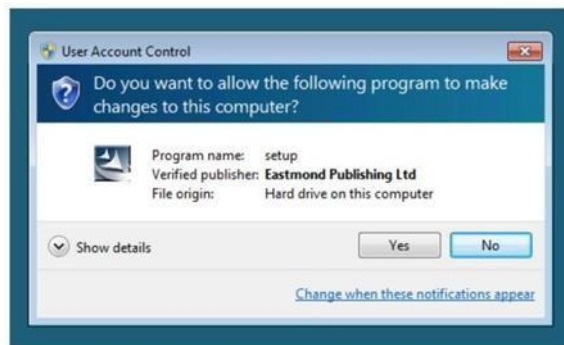 User Account Control
Do you want to allow the following program to make
changes to this computer?
Program name: setup
Verified publisher: Eastmond Publishing Ltd
File origin: Hard drive on this computer
Show details
Yes
No
Change when these notifications appear